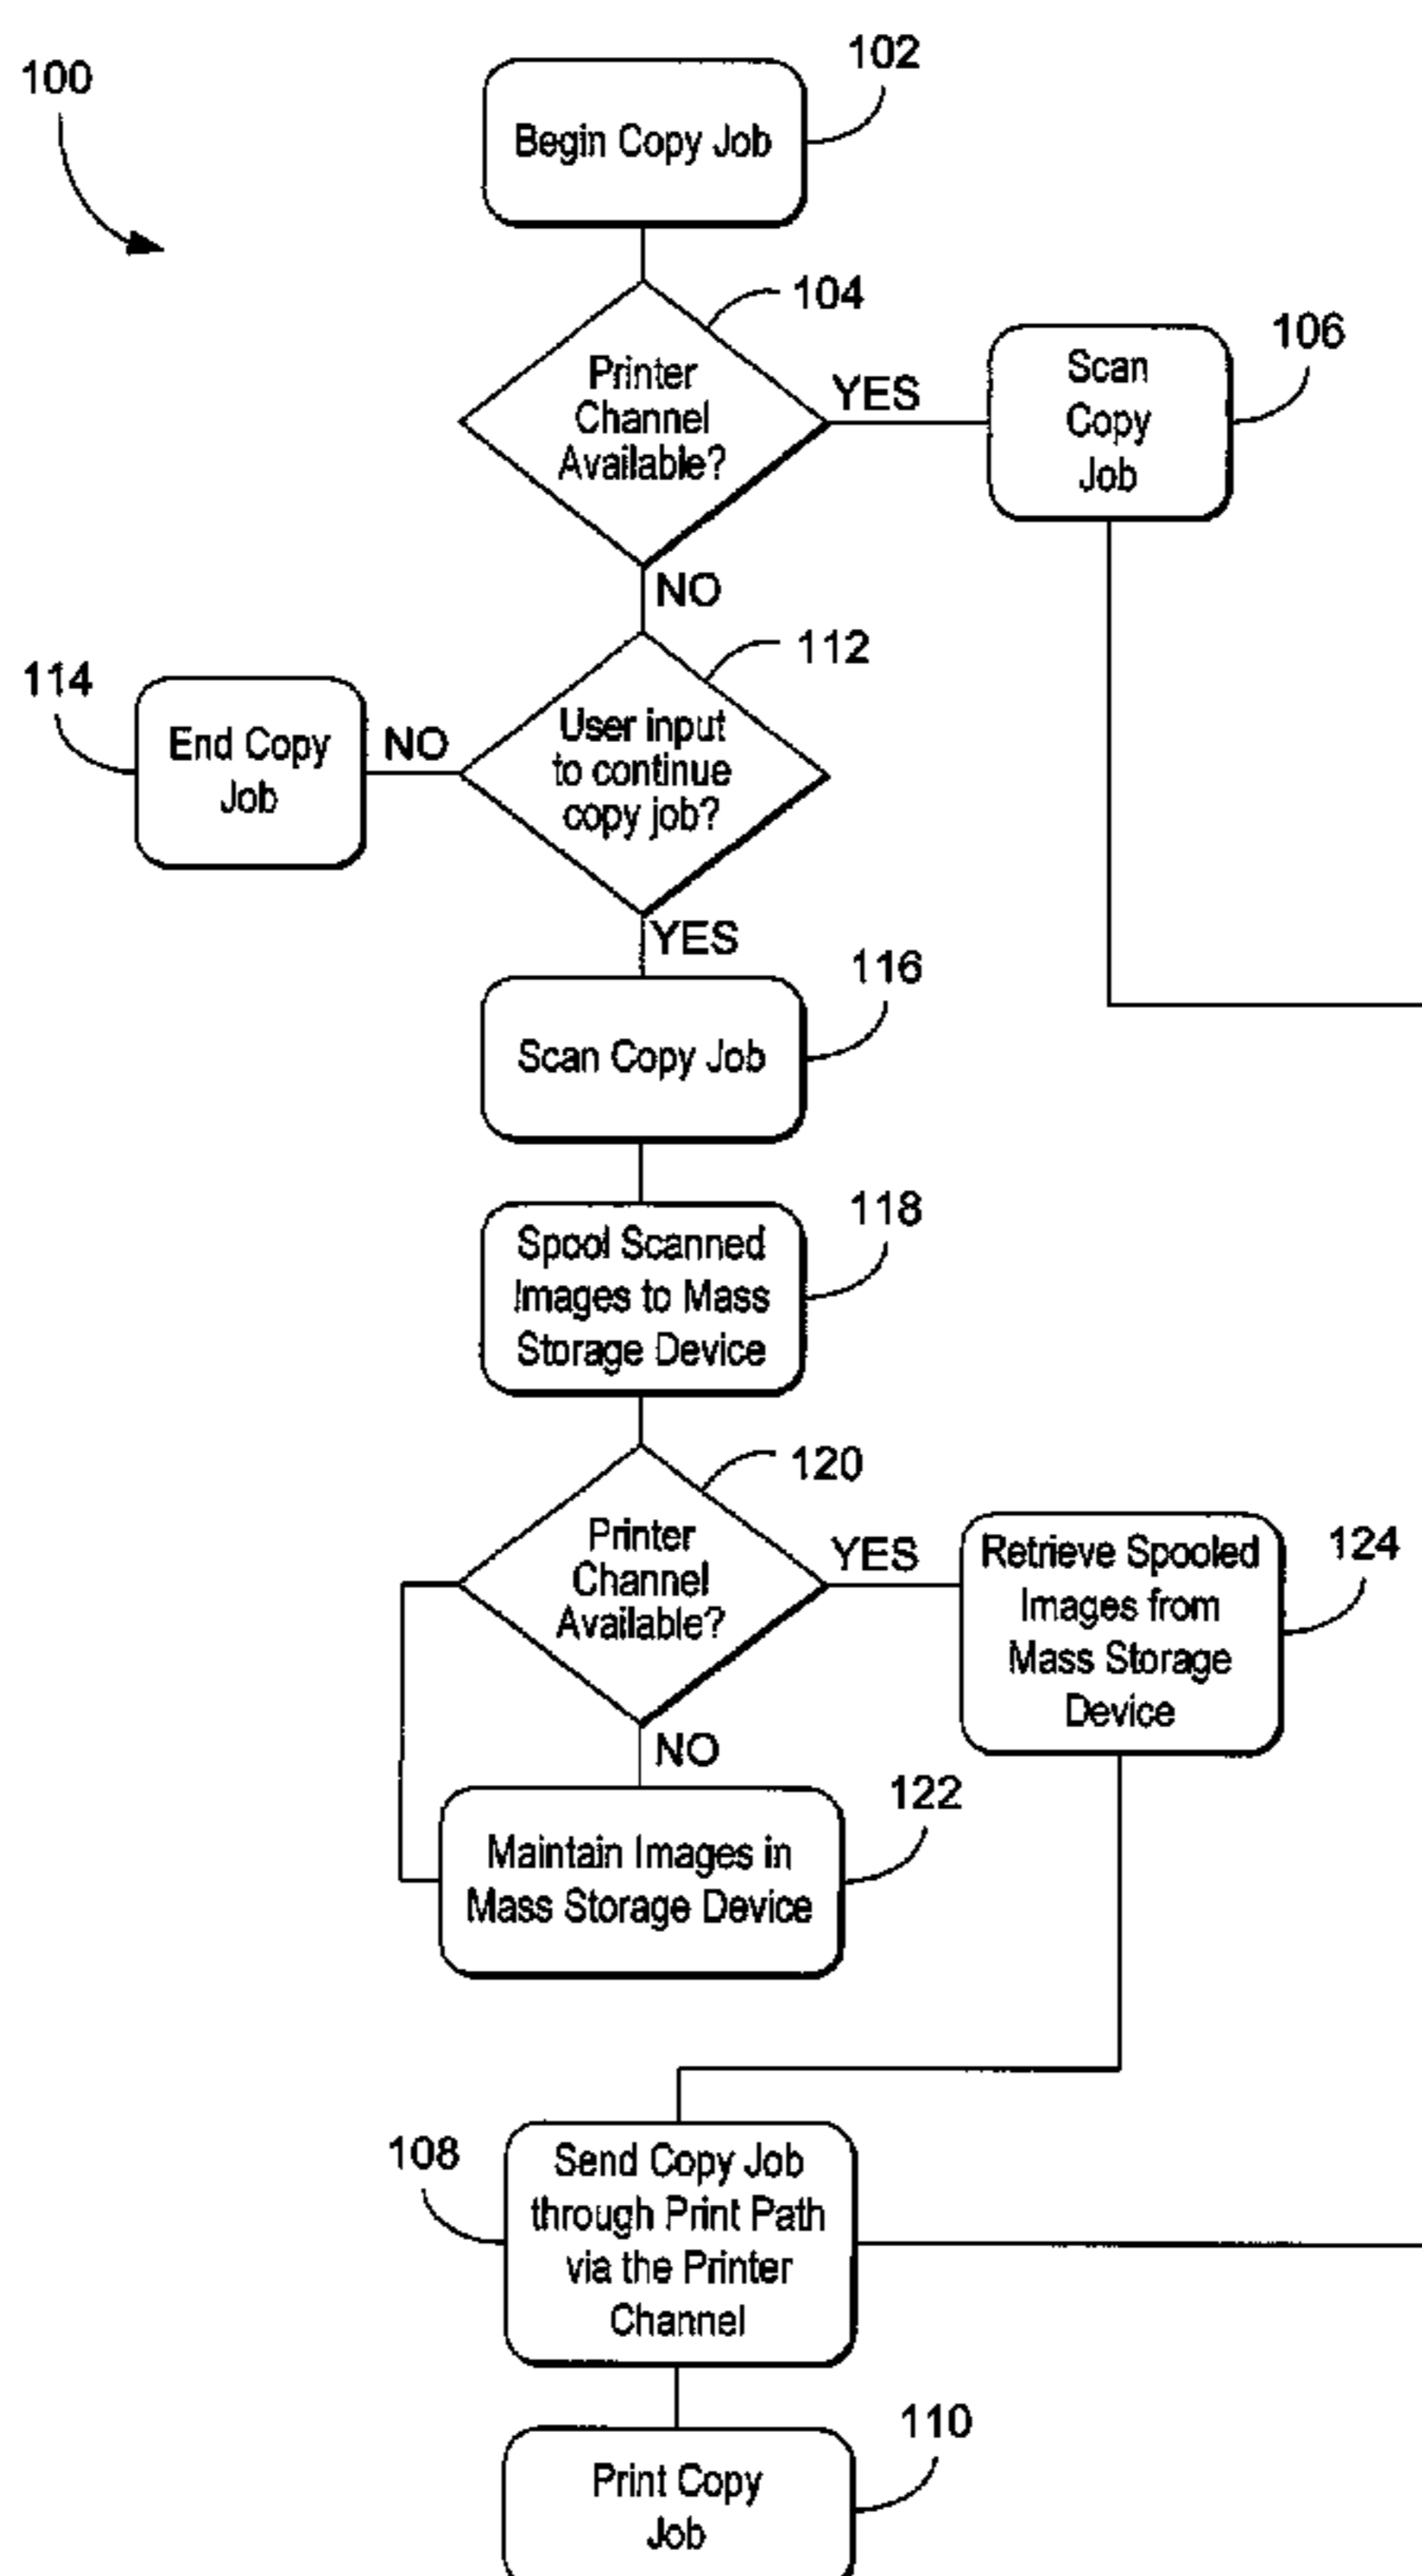 100
102
Begin Copy Job
104
Printer
Channel
Available?
YES
106
Scan
Copy
Job
NO
112
User input
to continue
copy job?
114
End Copy
Job
NO
YES
116
Scan Copy Job
118
Spool Scanned
Images to Mass
Storage Device
120
Printer
Channel
Available?
YES
124
Retrieve Spooled
Images from
Mass Storage
Device
NO
122
Maintain Images in
Mass Storage Device
108
Send Copy Job
through Print Path
via the Printer
Channel
110
Print Copy
Job